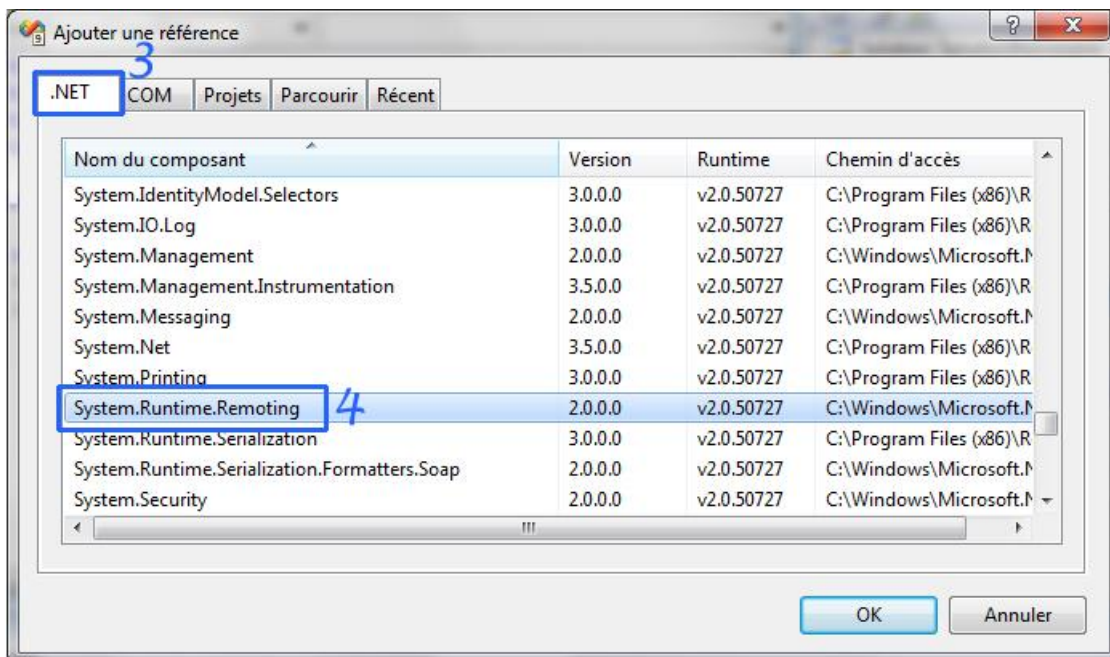 Ajouter une référence
3
.NET COM Projets Parcourir Récent
Nom du composant Version Runtime Chemin d'accès
System.IdentityModel.Selectors 3.0.0.0 v2.0.50727 C:\Program Files (x86)\R
System.IO.Log 3.0.0.0 v2.0.50727 C:\Program Files (x86)\R
System.Management 2.0.0.0 v2.0.50727 C:\Windows\Microsoft.N
System.Management.Instrumentation 3.5.0.0 v2.0.50727 C:\Program Files (x86)\R
System.Messaging 2.0.0.0 v2.0.50727 C:\Windows\Microsoft.N
System.Net 3.5.0.0 v2.0.50727 C:\Program Files (x86)\R
System.Printing 3.0.0.0 v2.0.50727 C:\Program Files (x86)\R
System.Runtime.Remoting 4 2.0.0.0 v2.0.50727 C:\Windows\Microsoft.N
System.Runtime.Serialization 3.0.0.0 v2.0.50727 C:\Program Files (x86)\R
System.Runtime.Serialization.Formatters.Soap 2.0.0.0 v2.0.50727 C:\Windows\Microsoft.N
System.Security 2.0.0.0 v2.0.50727 C:\Windows\Microsoft.N
OK Annuler